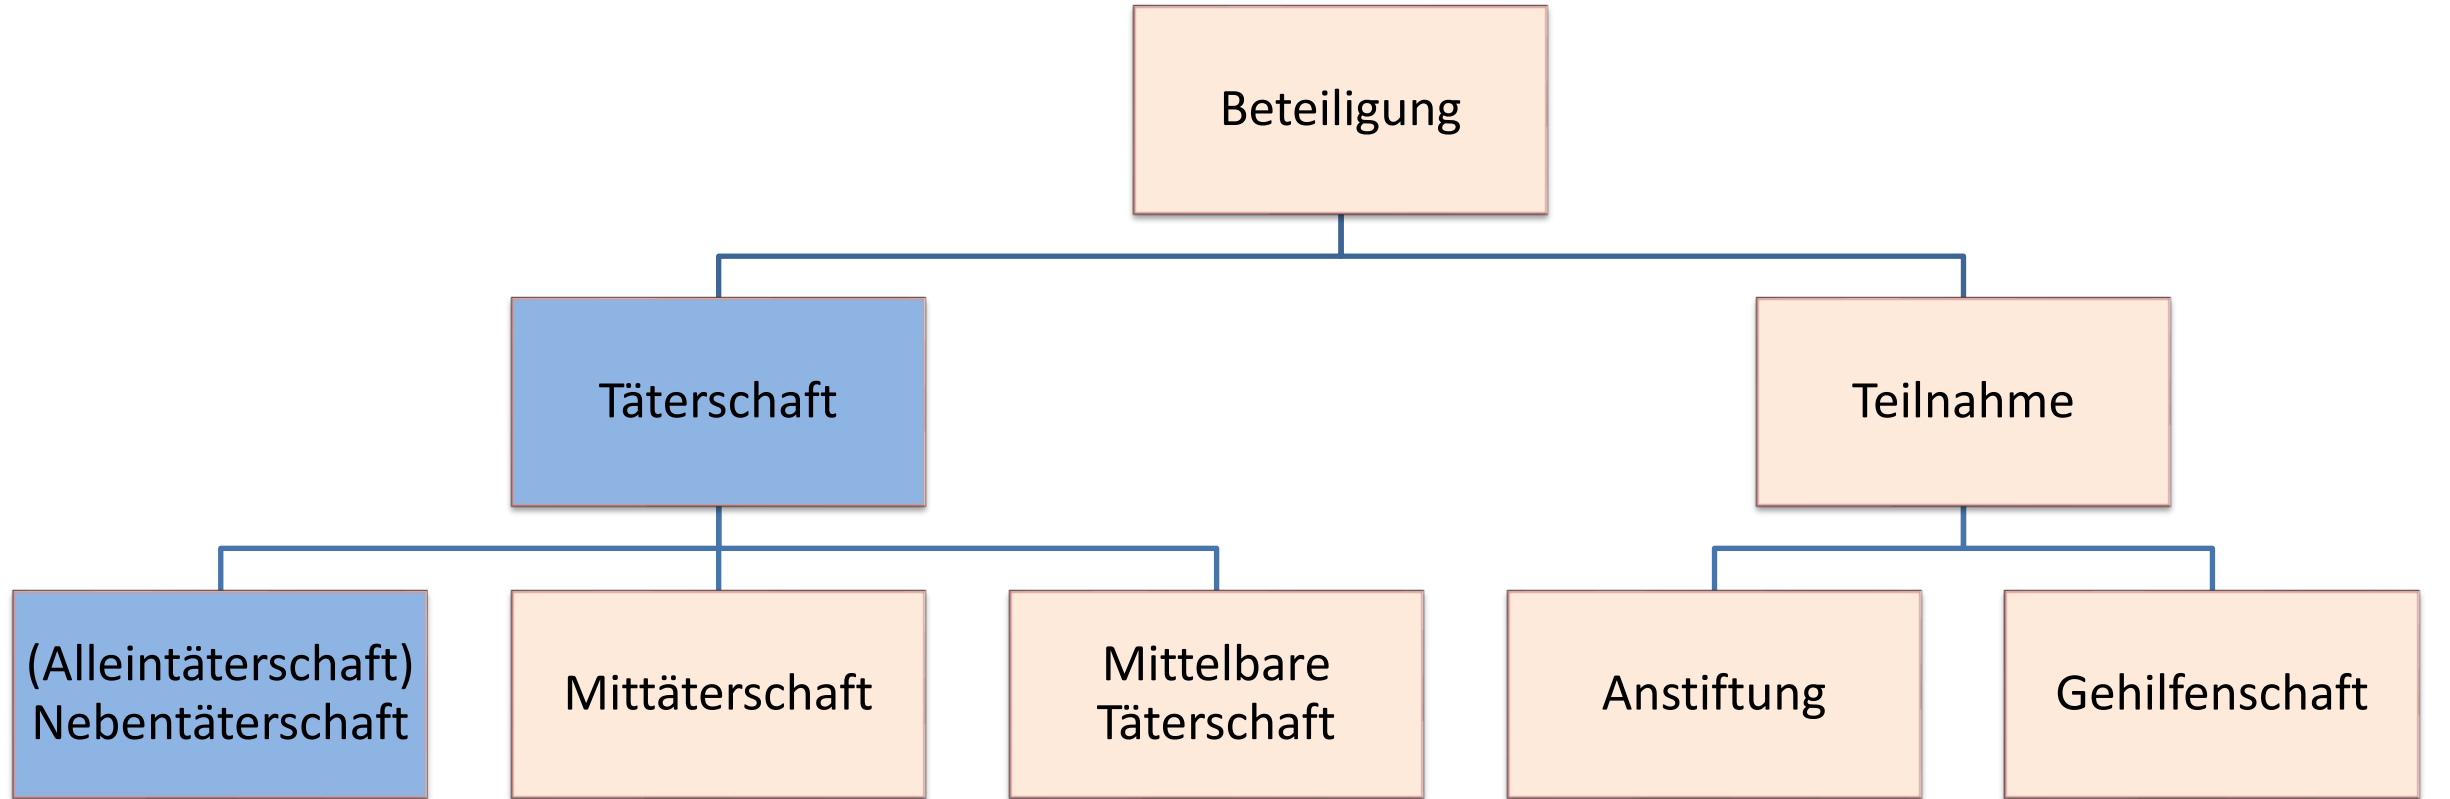 Beteiligung
Täterschaft
Teilnahme
(Alleintäterschaft)
Nebentäterschaft
Mittäterschaft
Mittelbare
Täterschaft
Anstiftung
Gehilfenschaft